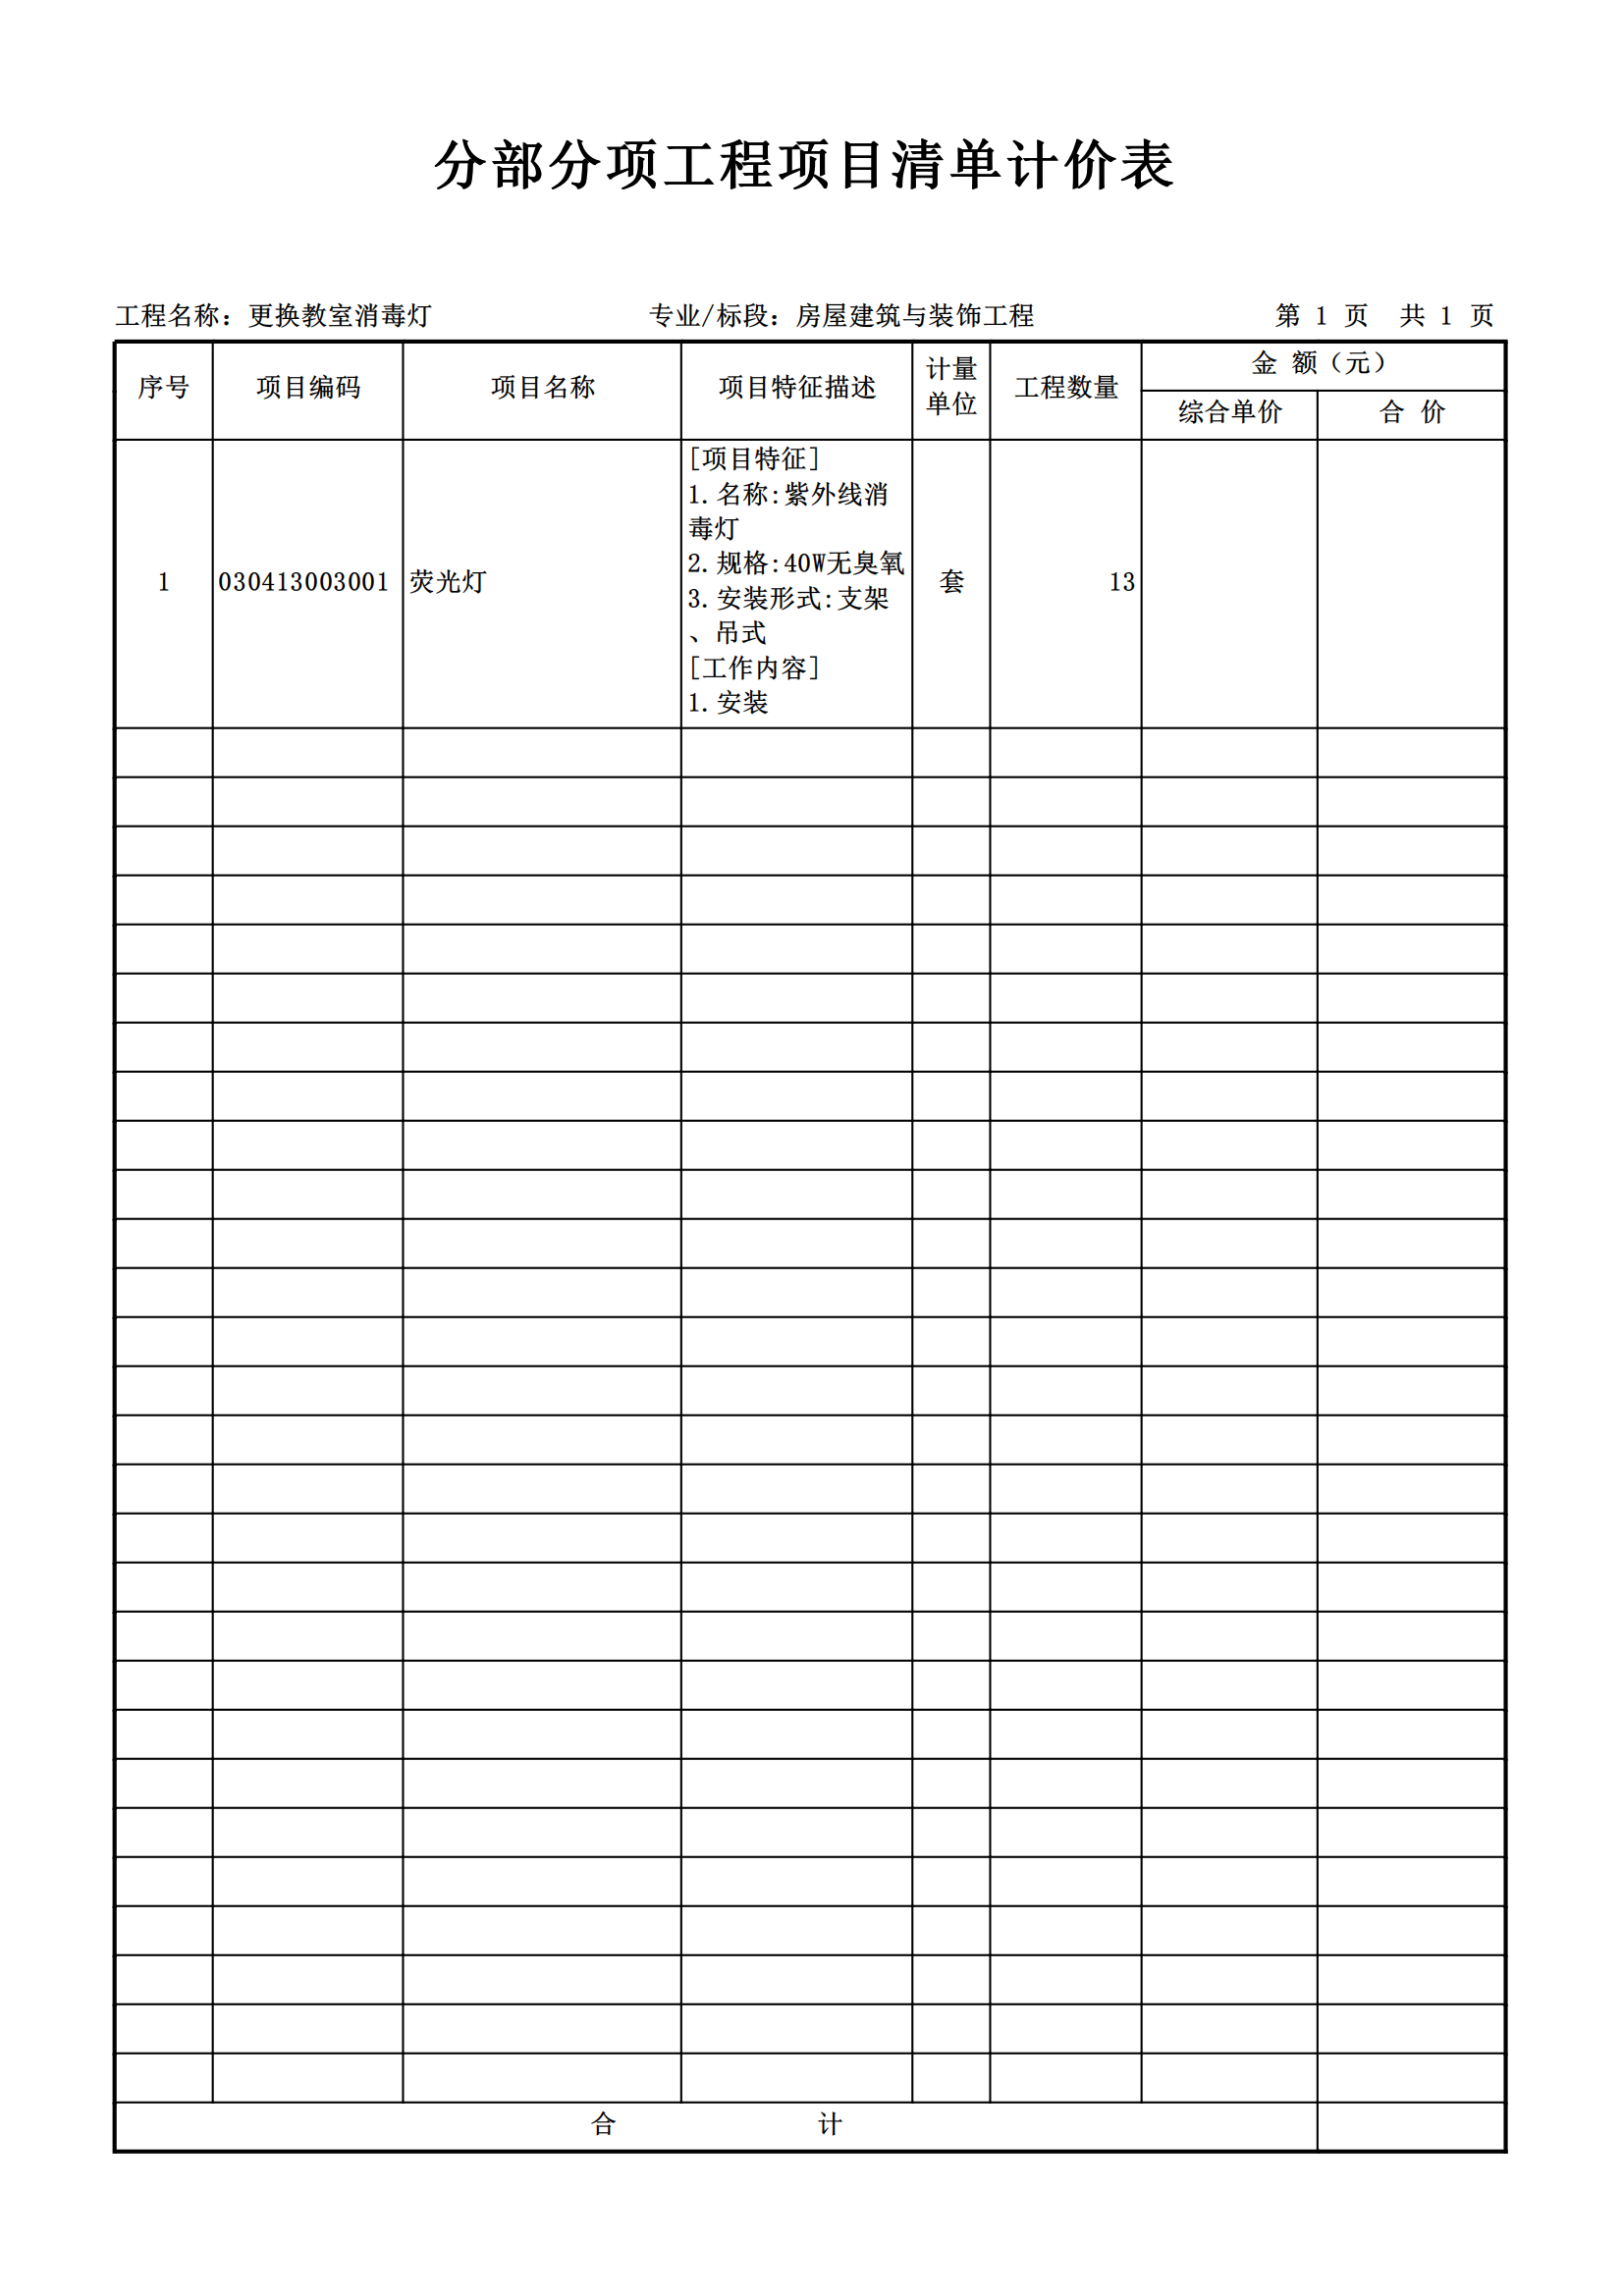 分部分项工程项目清单计价表
工程名称：更换教室消毒灯 专业/标段：房屋建筑与装饰工程 第 1 页 共 1 页
序号 项目编码 项目名称 项目特征描述 计量单位 工程数量 金 额（元）
综合单价 合 价
1 030413003001 荧光灯
[项目特征]
1.名称:紫外线消
毒灯
2.规格:40W无臭氧
3.安装形式:支架
、吊式
[工作内容]
1.安装
套 13
合 计